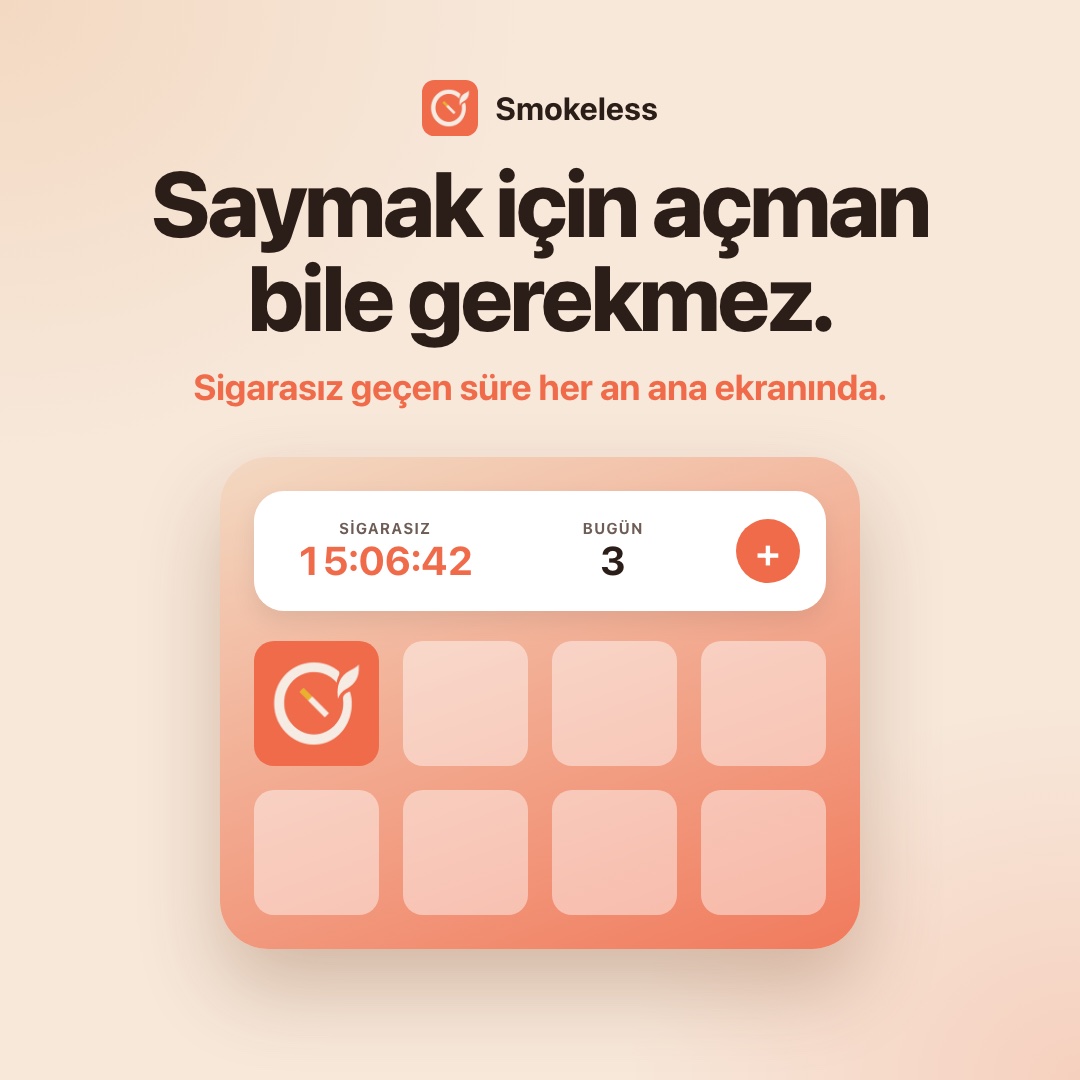 Smokeless
Saymak için açman
bile gerekmez.
Sigarasız geçen süre her an ana ekranında.
SİGARASIZ
15:06:42
BUGÜN
3
+